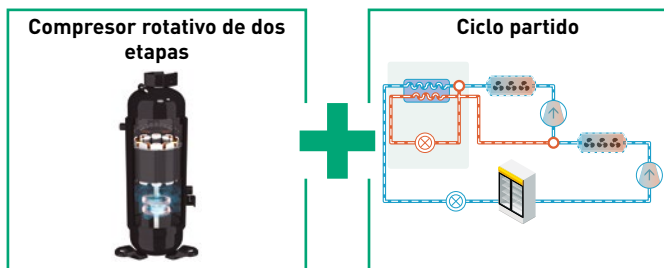 Compresor rotativo de dos
etapas
Ciclo partido